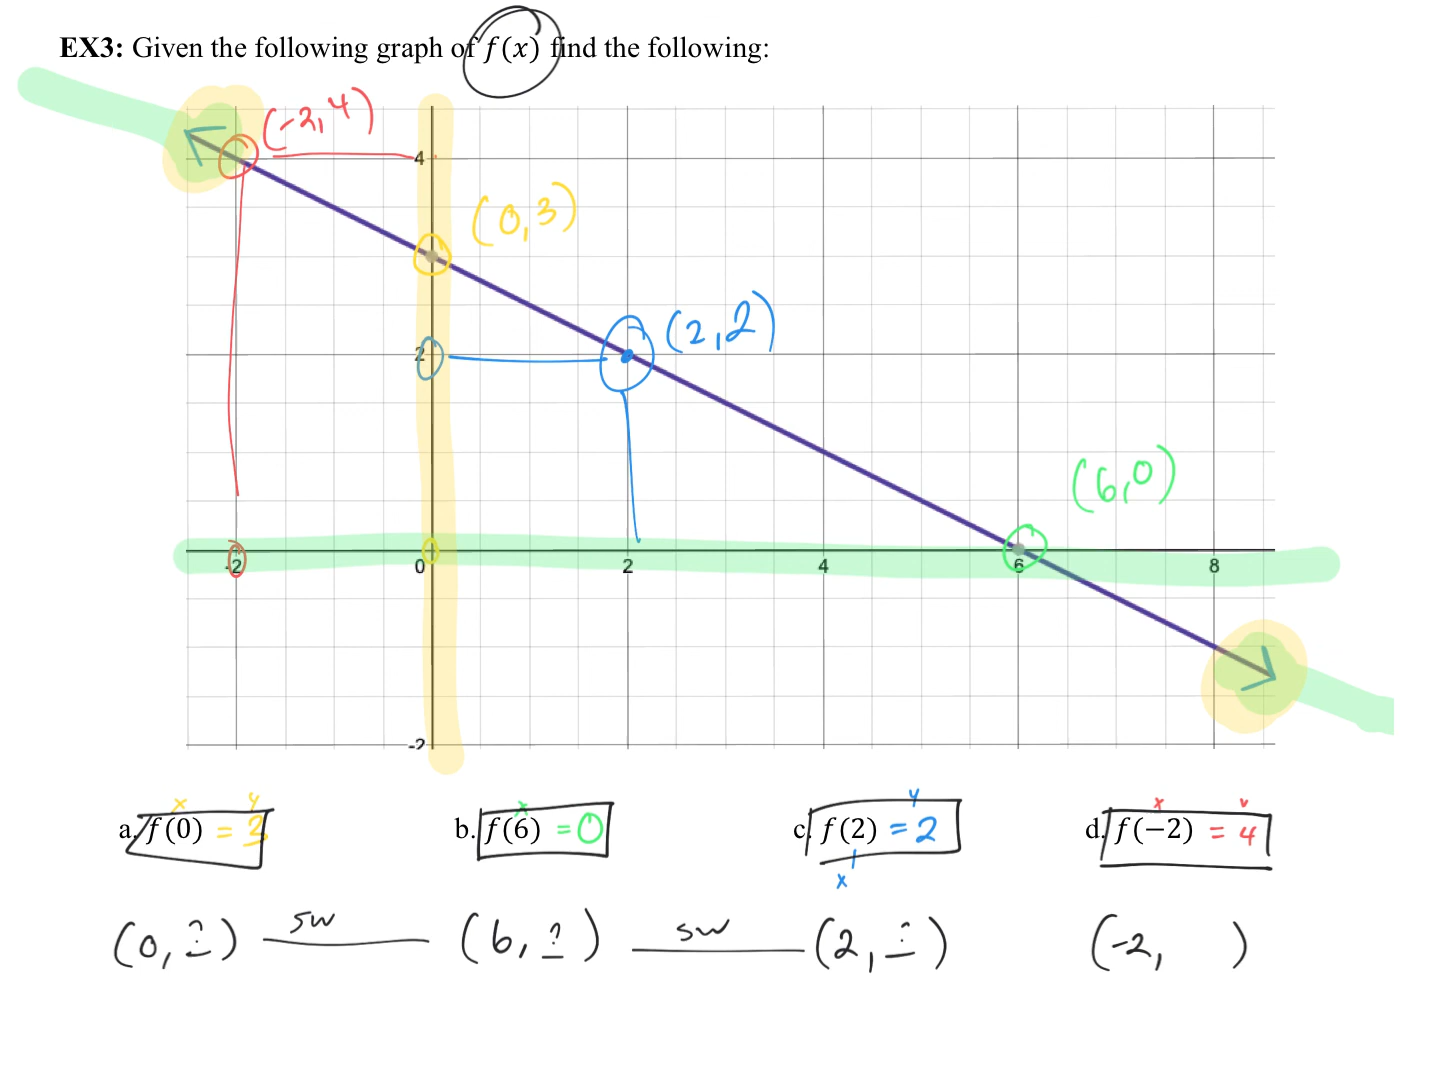 EX3: Given the following graph of f(x) find the following:
(-2,4)
4
(0,3)
(2,2)
2
(6,0)
-2 0 2 4 6 8
-2
x y x y x y
a. f(0) = 3 b. f(6) = 0 c. f(2) = 2 d. f(−2) = 4
x
(0, ?) sw (6, ?) sw (2, ) (-2, )